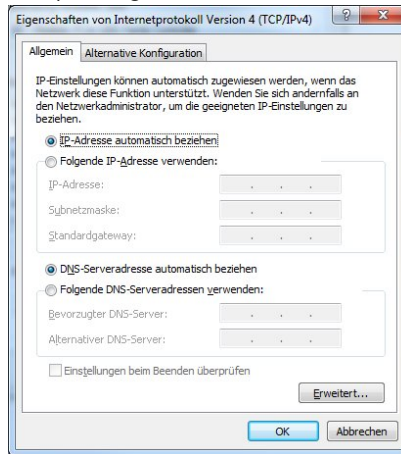 Eigenschaften von Internetprotokoll Version 4 (TCP/IPv4)
Allgemein
Alternative Konfiguration
IP-Einstellungen können automatisch zugewiesen werden, wenn das
Netzwerk diese Funktion unterstützt. Wenden Sie sich andernfalls an
den Netzwerkadministrator, um die geeigneten IP-Einstellungen zu
beziehen.
IP-Adresse automatisch beziehen
Folgende IP-Adresse verwenden:
IP-Adresse:
Subnetzmaske:
Standardgateway:
DNS-Serveradresse automatisch beziehen
Folgende DNS-Serveradressen verwenden:
Bevorzugter DNS-Server:
Alternativer DNS-Server:
Einstellungen beim Beenden überprüfen
Erweitert...
OK
Abbrechen